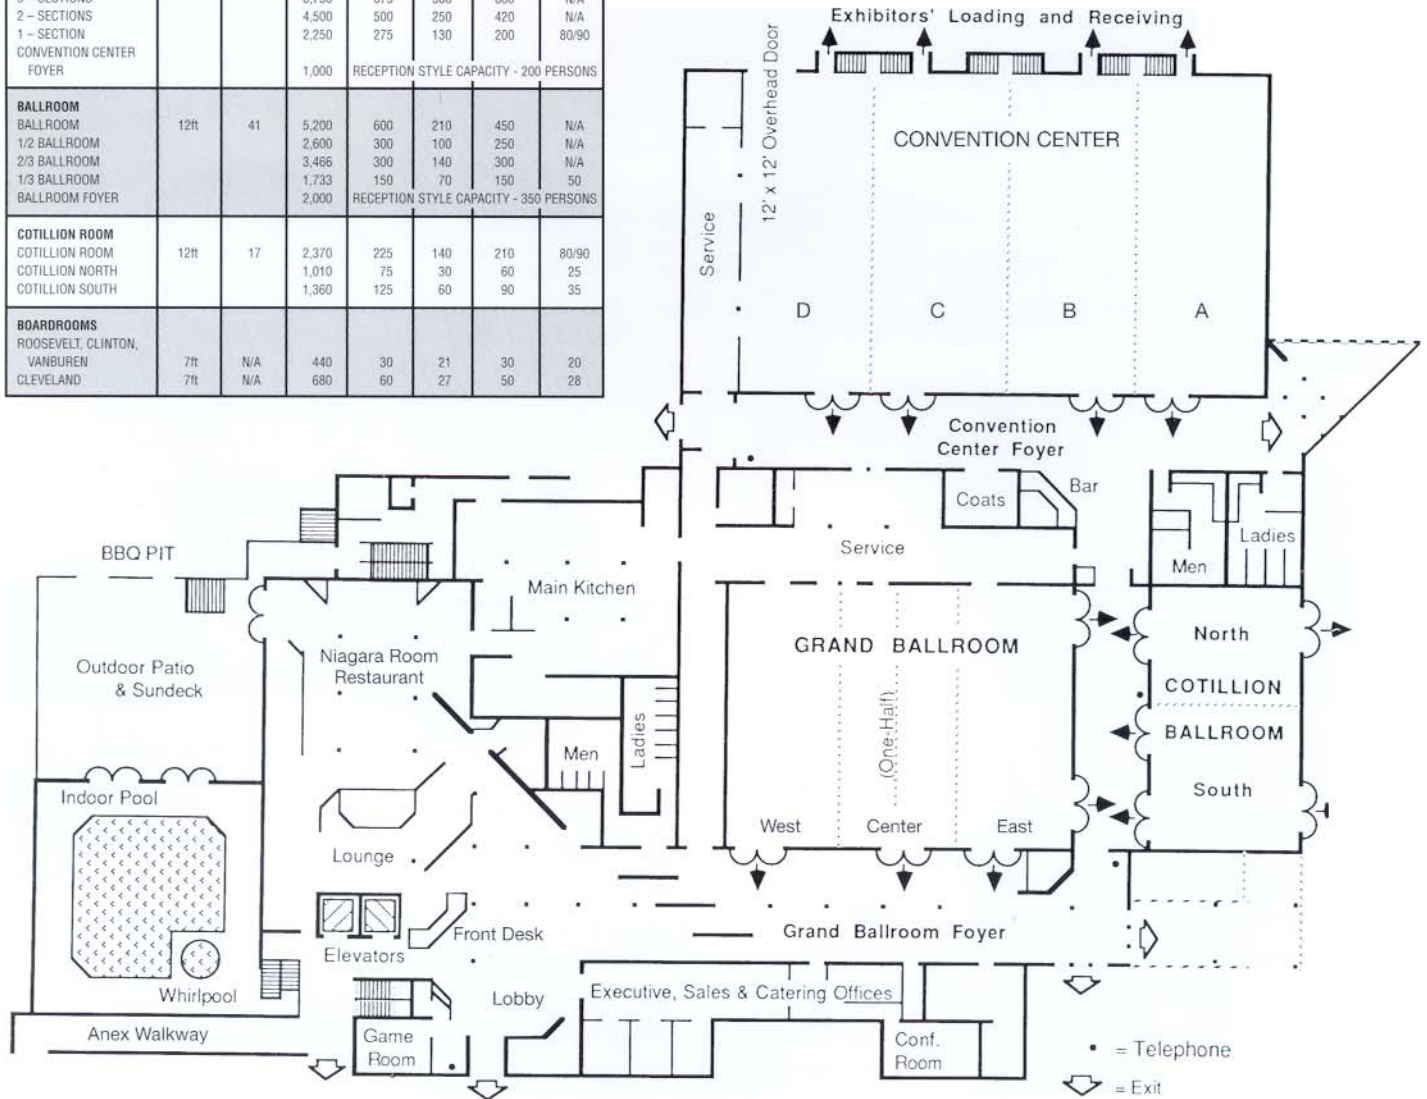 2 – SECTIONS 4,500 500 250 420 N/A
1 – SECTION 2,250 275 130 200 80/90
CONVENTION CENTER
FOYER 1,000 RECEPTION STYLE CAPACITY - 200 PERSONS
BALLROOM
BALLROOM 12ft 41 5,200 600 210 450 N/A
1/2 BALLROOM 2,600 300 100 250 N/A
2/3 BALLROOM 3,466 300 140 300 N/A
1/3 BALLROOM 1,733 150 70 150 50
BALLROOM FOYER 2,000 RECEPTION STYLE CAPACITY - 350 PERSONS
COTILLION ROOM
COTILLION ROOM 12ft 17 2,370 225 140 210 80/90
COTILLION NORTH 1,010 75 30 60 25
COTILLION SOUTH 1,360 125 60 90 35
BOARDROOMS
ROOSEVELT, CLINTON,
VANBUREN 7ft N/A 440 30 21 30 20
CLEVELAND 7ft N/A 680 60 27 50 28
Exhibitors' Loading and Receiving
12' x 12' Overhead Door
CONVENTION CENTER
Service
D C B A
Convention
Center Foyer
Coats
Bar
Men
Ladies
Service
BBQ PIT
Main Kitchen
Outdoor Patio
& Sundeck
Niagara Room
Restaurant
GRAND BALLROOM
(One-Half)
North
COTILLION
BALLROOM
South
Men
Ladies
West Center East
Indoor Pool
Lounge
Front Desk
Grand Ballroom Foyer
Elevators
Whirlpool
Lobby
Executive, Sales & Catering Offices
Anex Walkway
Game
Room
Conf.
Room
• = Telephone
= Exit